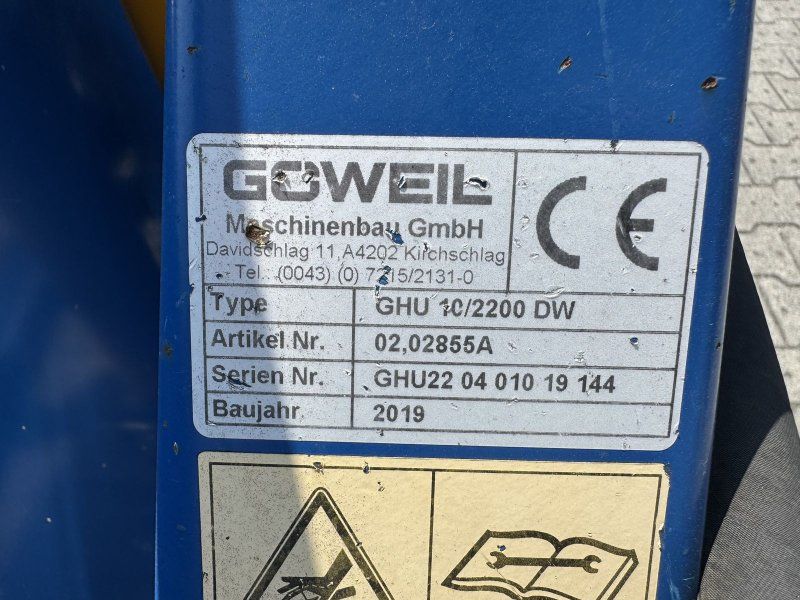 GÖWEIL
Maschinenbau GmbH
Davidschlag 11,A4202 Kirchschlag
Tel.: (0043) (0) 7215/2131-0
CE
Type GHU 10/2200 DW
Artikel Nr. 02,02855A
Serien Nr. GHU22 04 010 19 144
Baujahr 2019